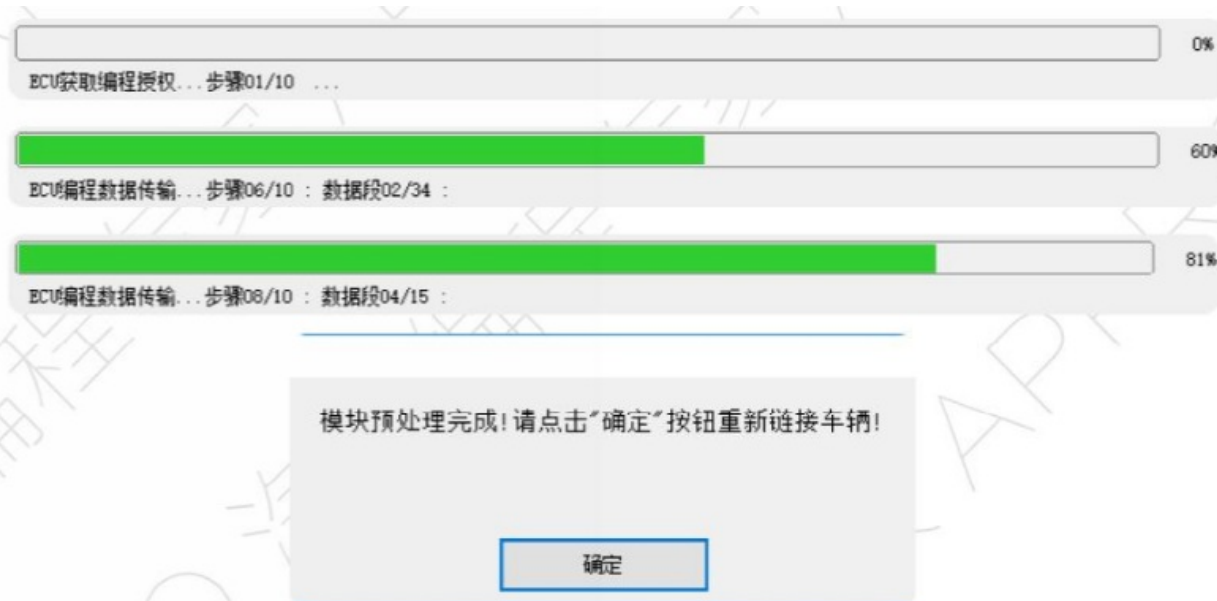 0%
ECU获取编程授权...步骤01/10 ...
60%
ECU编程数据传输...步骤06/10 : 数据段02/34 :
81%
ECU编程数据传输...步骤08/10 : 数据段04/15 :
模块预处理完成!请点击"确定"按钮重新链接车辆!
确定